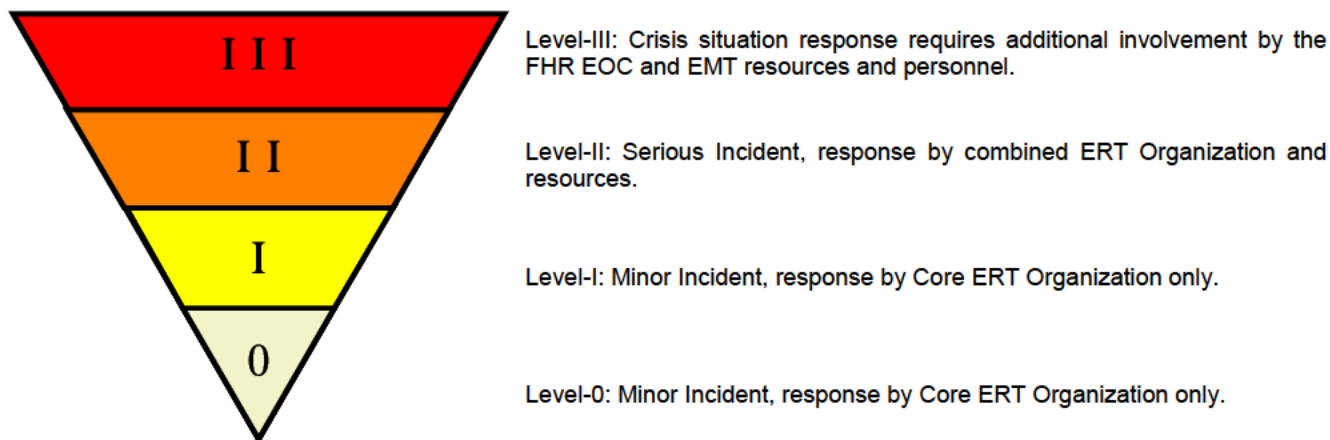 I I I
Level-III: Crisis situation response requires additional involvement by the
FHR EOC and EMT resources and personnel.
I I
Level-II: Serious Incident, response by combined ERT Organization and
resources.
I
Level-I: Minor Incident, response by Core ERT Organization only.
0
Level-0: Minor Incident, response by Core ERT Organization only.